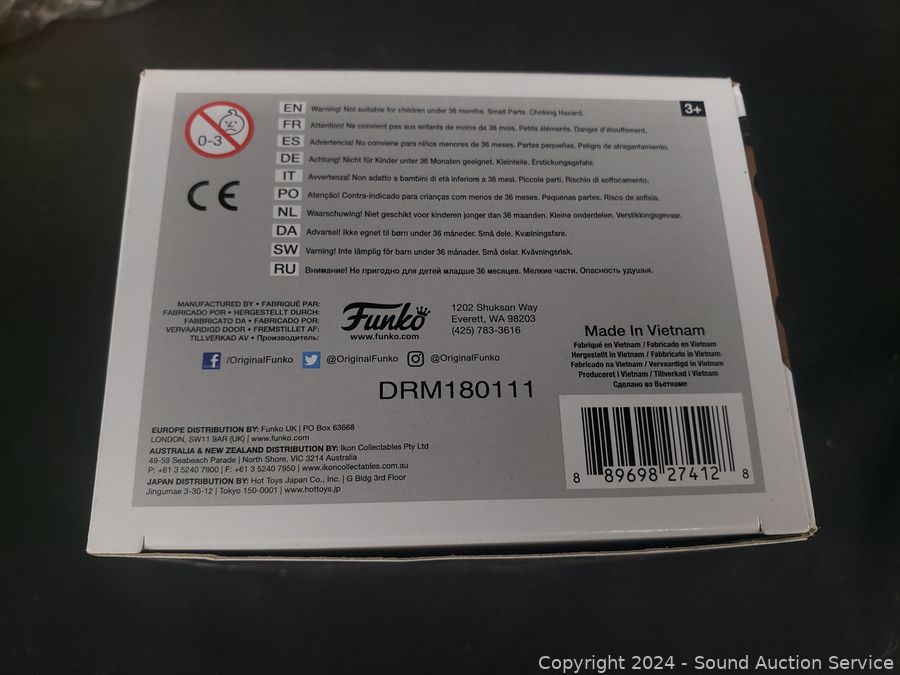 0-3
EN Warning! Not suitable for children under 36 months. Small Parts. Choking Hazard.
3+
FR Attention! Ne convient pas aux enfants de moins de 36 mois. Petits éléments. Danger d'étouffement.
ES Advertencia! No conviene para niños menores de 36 meses. Partes pequeñas. Peligro de atragantamiento.
DE Achtung! Nicht für Kinder unter 36 Monaten geeignet. Kleinteile. Erstickungsgefahr.
IT Avvertenza! Non adatto a bambini di età inferiore a 36 mesi. Piccole parti. Rischio di soffocamento.
PO Atenção! Contra-indicado para crianças com menos de 36 meses. Pequenas partes. Risco de asfixia.
NL Waarschuwing! Niet geschikt voor kinderen jonger dan 36 maanden. Kleine onderdelen. Verstikkingsgevaar.
DA Advarsel! Ikke egnet til børn under 36 måneder. Små dele. Kvælningsfare.
SW Varning! Inte lämplig för barn under 36 månader. Små delar. Kvävningsrisk.
RU Внимание! Не пригодно для детей младше 36 месяцев. Мелкие части. Опасность удушья.
CE
MANUFACTURED BY • FABRIQUÉ PAR:
FABRICADO POR • HERGESTELLT DURCH:
FABBRICATO DA • FABRICADO POR:
VERVAARDIGD DOOR • FREMSTILLET AF:
TILLVERKAD AV • Производитель:
Funko
www.funko.com
1202 Shuksan Way
Everett, WA 98203
(425) 783-3616
/OriginalFunko @OriginalFunko @OriginalFunko
DRM180111
Made In Vietnam
Fabriqué en Vietnam / Fabricado en Vietnam
Hergestellt in Vietnam / Fabbricato in Vietnam
Fabricado na Vietnam / Vervaardigd in Vietnam
Produceret i Vietnam / Tillverkad i Vietnam
Сделано во Вьетнаме
EUROPE DISTRIBUTION BY: Funko UK | PO Box 63668
LONDON, SW11 9AR (UK) | www.funko.com
AUSTRALIA & NEW ZEALAND DISTRIBUTION BY: Ikon Collectables Pty Ltd
49-59 Seabeach Parade | North Shore, VIC 3214 Australia
P: +61 3 5240 7900 | F: +61 3 5240 7950 | www.ikoncollectables.com.au
JAPAN DISTRIBUTION BY: Hot Toys Japan Co., Inc. | G Bldg 3rd Floor
Jingumae 3-30-12 | Tokyo 150-0001 | www.hottoys.jp
8 89698 27412 8
Copyright 2024 - Sound Auction Service